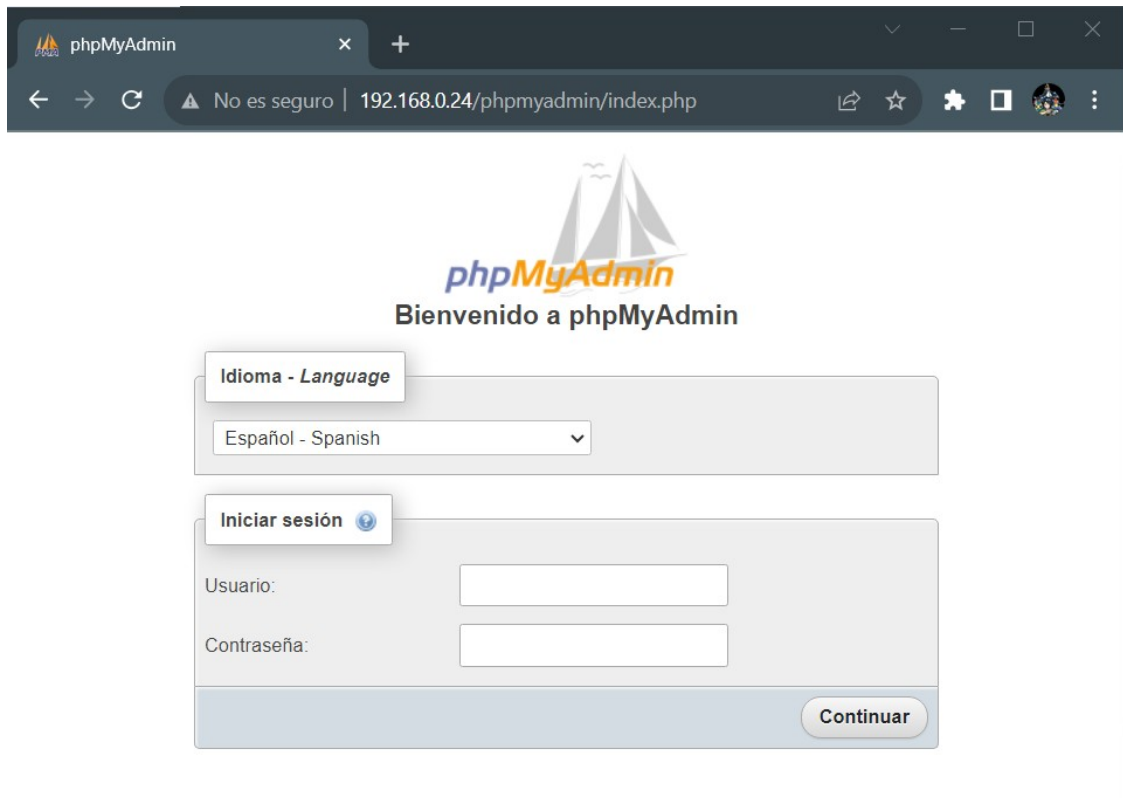 phpMyAdmin
No es seguro | 192.168.0.24/phpmyadmin/index.php
phpMyAdmin
Bienvenido a phpMyAdmin
Idioma - Language
Español - Spanish
Iniciar sesión
Usuario:
Contraseña:
Continuar